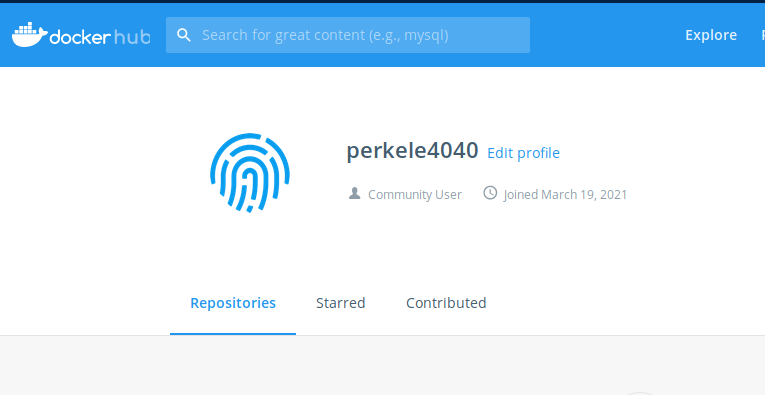 docker hub
Search for great content (e.g., mysql)
Explore
perkele4040 Edit profile
Community User Joined March 19, 2021
Repositories Starred Contributed